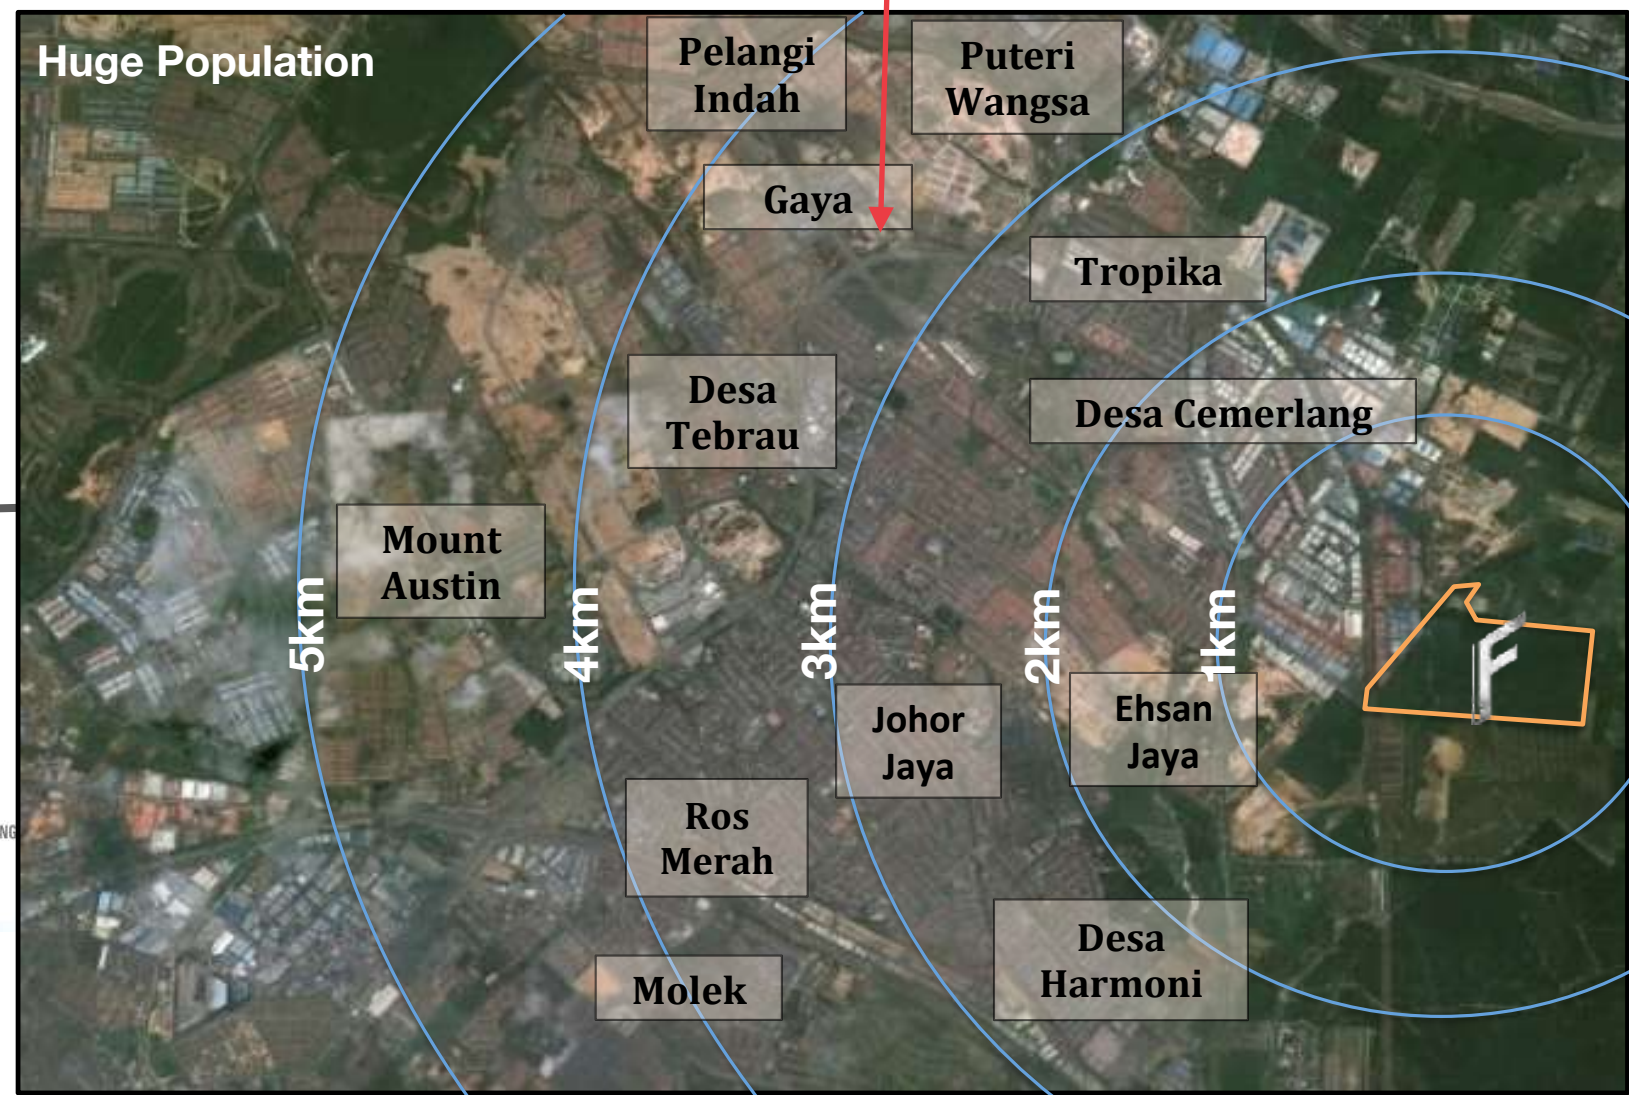 Huge Population
Pelangi
Indah
Puteri
Wangsa
Gaya
Tropika
Desa
Tebrau
Desa Cemerlang
Mount
Austin
5km
4km
3km
2km
1km
F
Johor
Jaya
Ehsan
Jaya
Ros
Merah
NG
Desa
Harmoni
Molek